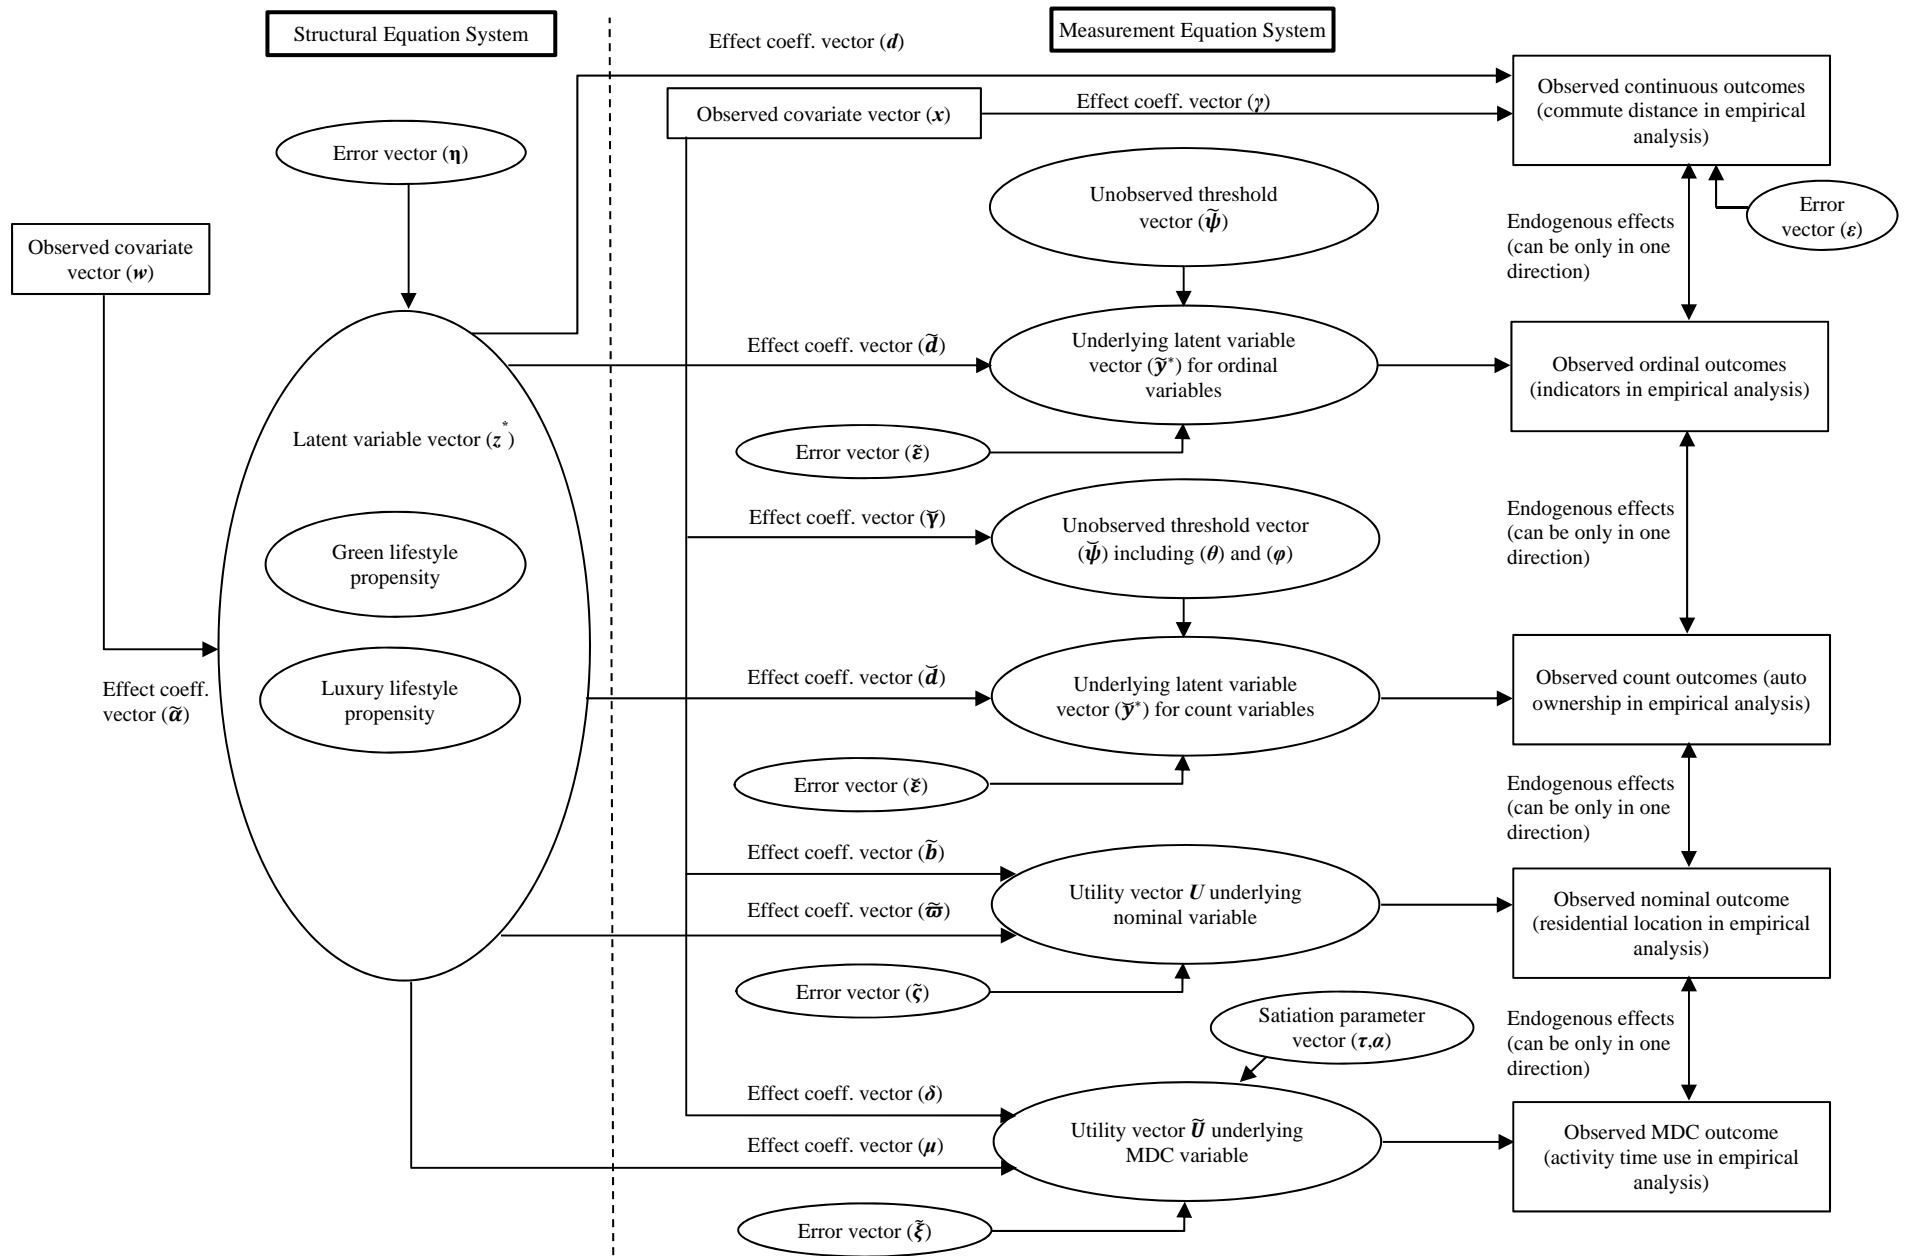 Structural Equation System
Measurement Equation System
Effect coeff. vector (d)
Observed continuous outcomes
(commute distance in empirical
analysis)
Observed covariate vector (x)
Effect coeff. vector (γ)
Error vector (η)
Unobserved threshold
vector (ψ̃)
Error
vector (ε)
Endogenous effects
(can be only in one
direction)
Observed covariate
vector (w)
Effect coeff. vector (d̃)
Underlying latent variable
vector (ỹ*) for ordinal
variables
Observed ordinal outcomes
(indicators in empirical analysis)
Latent variable vector (z*)
Error vector (ε̃)
Effect coeff. vector (γ̆)
Unobserved threshold vector
(ψ̆) including (θ) and (φ)
Endogenous effects
(can be only in one
direction)
Green lifestyle
propensity
Luxury lifestyle
propensity
Effect coeff.
vector (α̃)
Effect coeff. vector (d̆)
Underlying latent variable
vector (y̆*) for count variables
Observed count outcomes (auto
ownership in empirical analysis)
Error vector (ε̆)
Endogenous effects
(can be only in one
direction)
Effect coeff. vector (b̃)
Effect coeff. vector (ϖ̃)
Utility vector U underlying
nominal variable
Observed nominal outcome
(residential location in empirical
analysis)
Error vector (ς̃)
Satiation parameter
vector (τ,α)
Endogenous effects
(can be only in one
direction)
Effect coeff. vector (δ)
Effect coeff. vector (μ)
Utility vector Ũ underlying
MDC variable
Observed MDC outcome
(activity time use in empirical
analysis)
Error vector (ξ̃)